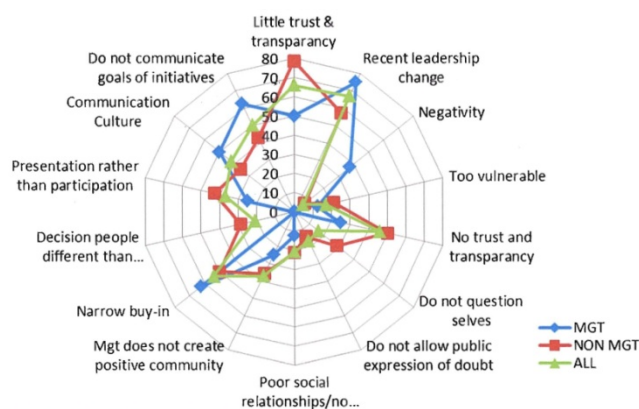 Little trust &
transparancy
Do not communicate
goals of initiatives
Recent leadership
change
Communication
Culture
Negativity
Presentation rather
than participation
Too vulnerable
Decision people
different than...
No trust and
transparancy
Narrow buy-in
Do not question
selves
Mgt does not create
positive community
Do not allow public
expression of doubt
Poor social
relationships/no...
80
70
60
50
40
30
20
10
0
MGT
NON MGT
ALL